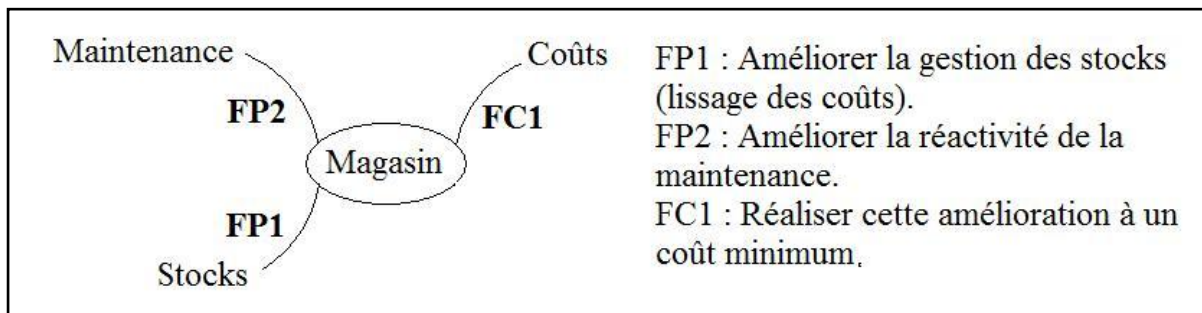 Maintenance
Coûts
FP2
FC1
Magasin
FP1
Stocks
FP1 : Améliorer la gestion des stocks
(lissage des coûts).
FP2 : Améliorer la réactivité de la
maintenance.
FC1 : Réaliser cette amélioration à un
coût minimum.